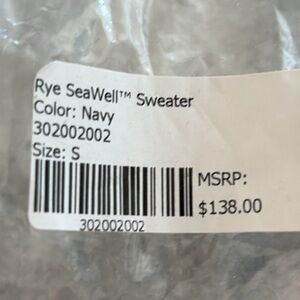 Rye SeaWell™ Sweater
Color: Navy
302002002
Size: S
MSRP:
$138.00
302002002